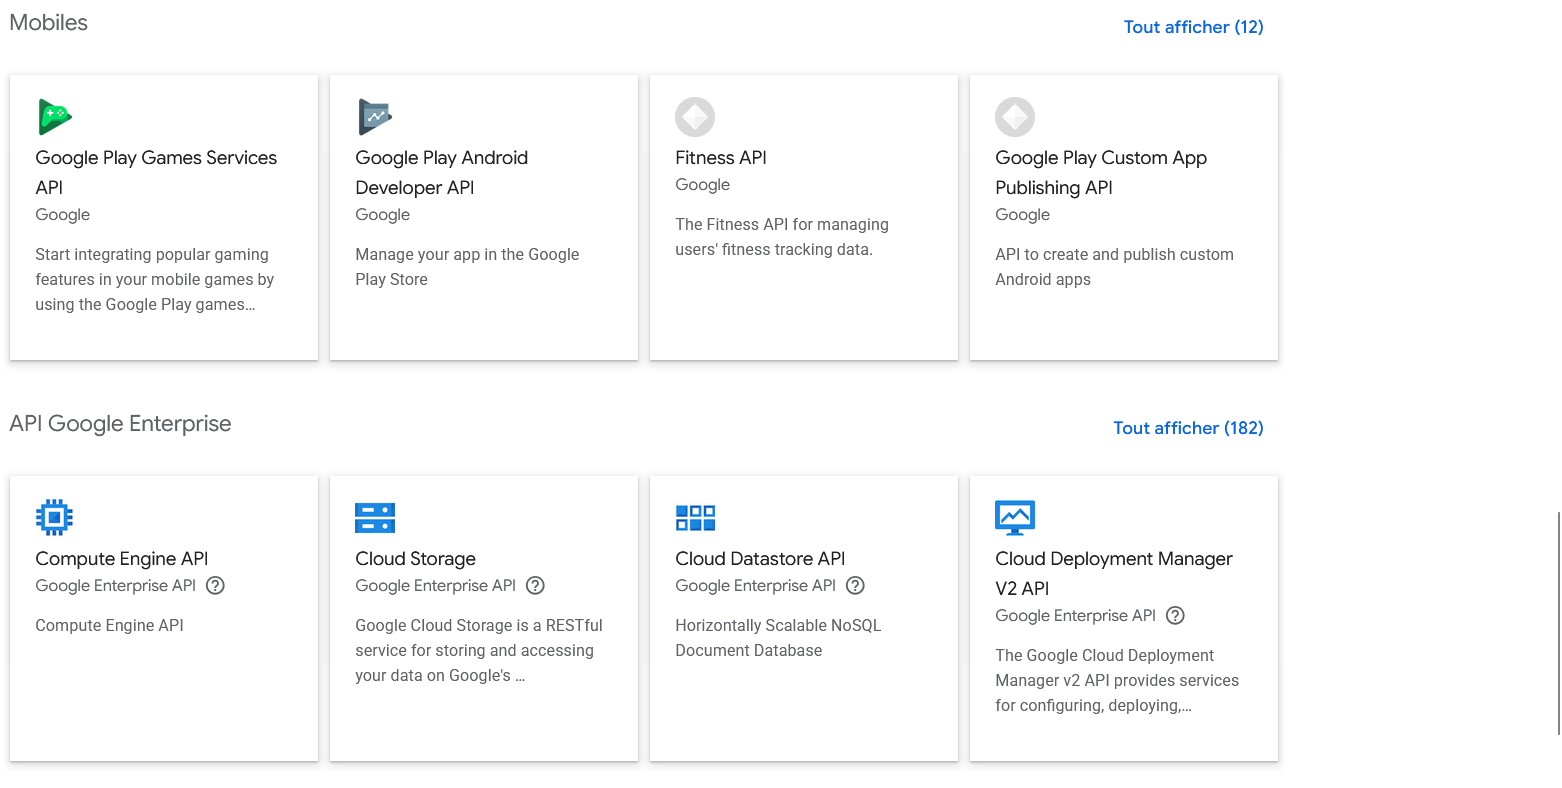 Mobiles
Tout afficher (12)
Google Play Games Services
API
Google
Start integrating popular gaming
features in your mobile games by
using the Google Play games...
Google Play Android
Developer API
Google
Manage your app in the Google
Play Store
Fitness API
Google
The Fitness API for managing
users' fitness tracking data.
Google Play Custom App
Publishing API
Google
API to create and publish custom
Android apps
API Google Enterprise
Tout afficher (182)
Compute Engine API
Google Enterprise API
Compute Engine API
Cloud Storage
Google Enterprise API
Google Cloud Storage is a RESTful
service for storing and accessing
your data on Google's ...
Cloud Datastore API
Google Enterprise API
Horizontally Scalable NoSQL
Document Database
Cloud Deployment Manager
V2 API
Google Enterprise API
The Google Cloud Deployment
Manager v2 API provides services
for configuring, deploying,...